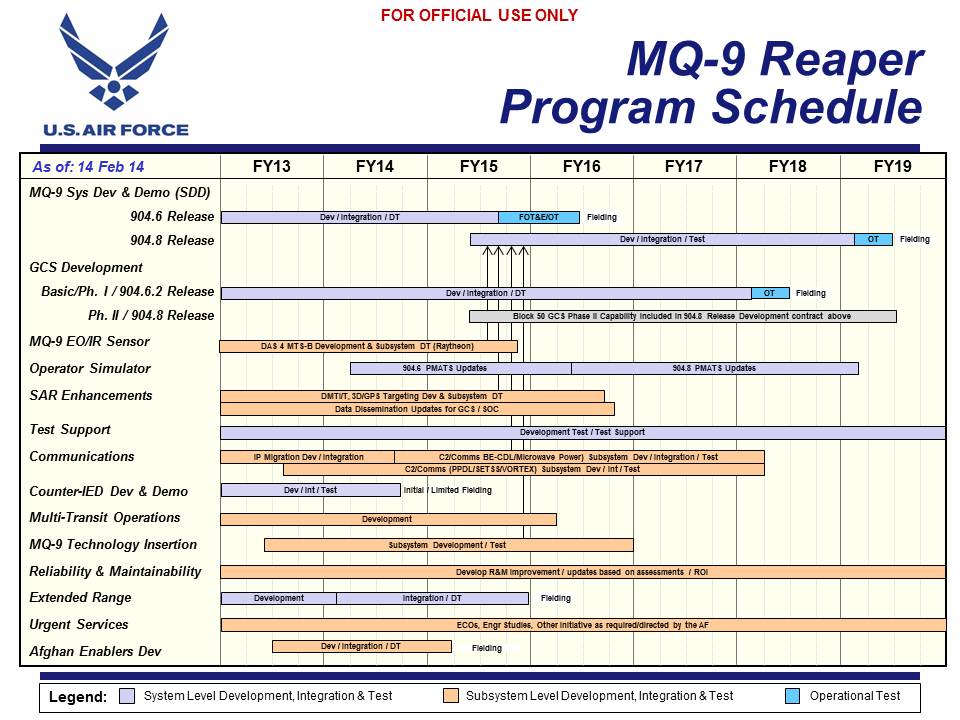 FOR OFFICIAL USE ONLY
U.S. AIR FORCE
MQ-9 Reaper
Program Schedule
As of: 14 Feb 14 FY13 FY14 FY15 FY16 FY17 FY18 FY19
MQ-9 Sys Dev & Demo (SDD)
904.6 Release Dev / Integration / DT FOT&E/OT Fielding
904.8 Release Dev / Integration / Test OT Fielding
GCS Development
Basic/Ph. I / 904.6.2 Release Dev / Integration / DT OT Fielding
Ph. II / 904.8 Release Block 50 GCS Phase II Capability included in 904.8 Release Development contract above
MQ-9 EO/IR Sensor DAS 4 MTS-B Development & Subsystem DT (Raytheon)
Operator Simulator 904.6 PMATS Updates 904.8 PMATS Updates
SAR Enhancements DMTI/T, 3D/GPS Targeting Dev & Subsystem DT
Data Dissemination Updates for GCS / SOC
Test Support Development Test / Test Support
Communications IP Migration Dev / Integration C2/Comms BE-CDL/Microwave Power) Subsystem Dev / Integration / Test
C2/Comms (PPDL/SETSS/VORTEX) Subsystem Dev / Int / Test
Counter-IED Dev & Demo Dev / Int / Test Initial / Limited Fielding
Multi-Transit Operations Development
MQ-9 Technology Insertion Subsystem Development / Test
Reliability & Maintainability Develop R&M improvement / updates based on assessments / ROI
Extended Range Development Integration / DT Fielding
Urgent Services ECOs, Engr Studies, Other initiative as required/directed by the AF
Afghan Enablers Dev Dev / Integration / DT Fielding
Legend: System Level Development, Integration & Test Subsystem Level Development, Integration & Test Operational Test